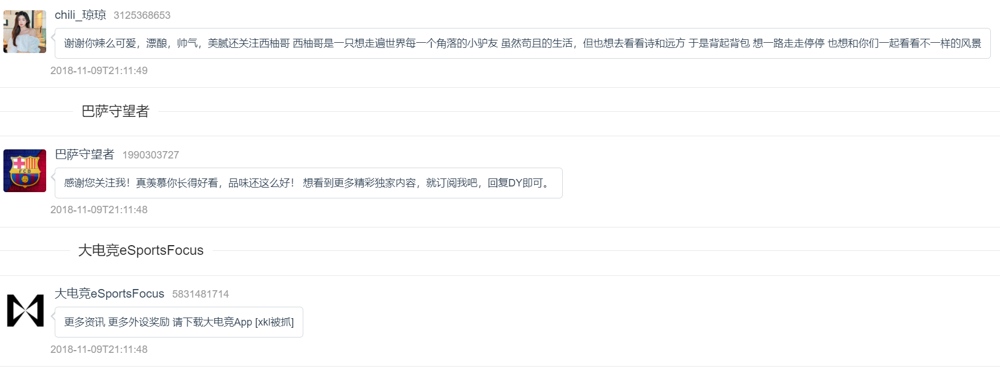 chili_琼琼 3125368653
谢谢你辣么可爱，漂酿，帅气，美腻还关注西柚哥 西柚哥是一只想走遍世界每一个角落的小驴友 虽然苟且的生活，但也想去看看诗和远方 于是背起背包 想一路走走停停 也想和你们一起看看不一样的风景
2018-11-09T21:11:49
巴萨守望者
巴萨守望者 1990303727
FCB
感谢您关注我！真羡慕你长得好看，品味还这么好！ 想看到更多精彩独家内容，就订阅我吧，回复DY即可。
2018-11-09T21:11:48
大电竞eSportsFocus
大电竞eSportsFocus 5831481714
更多资讯 更多外设奖励 请下载大电竞App [xkl被抓]
2018-11-09T21:11:48